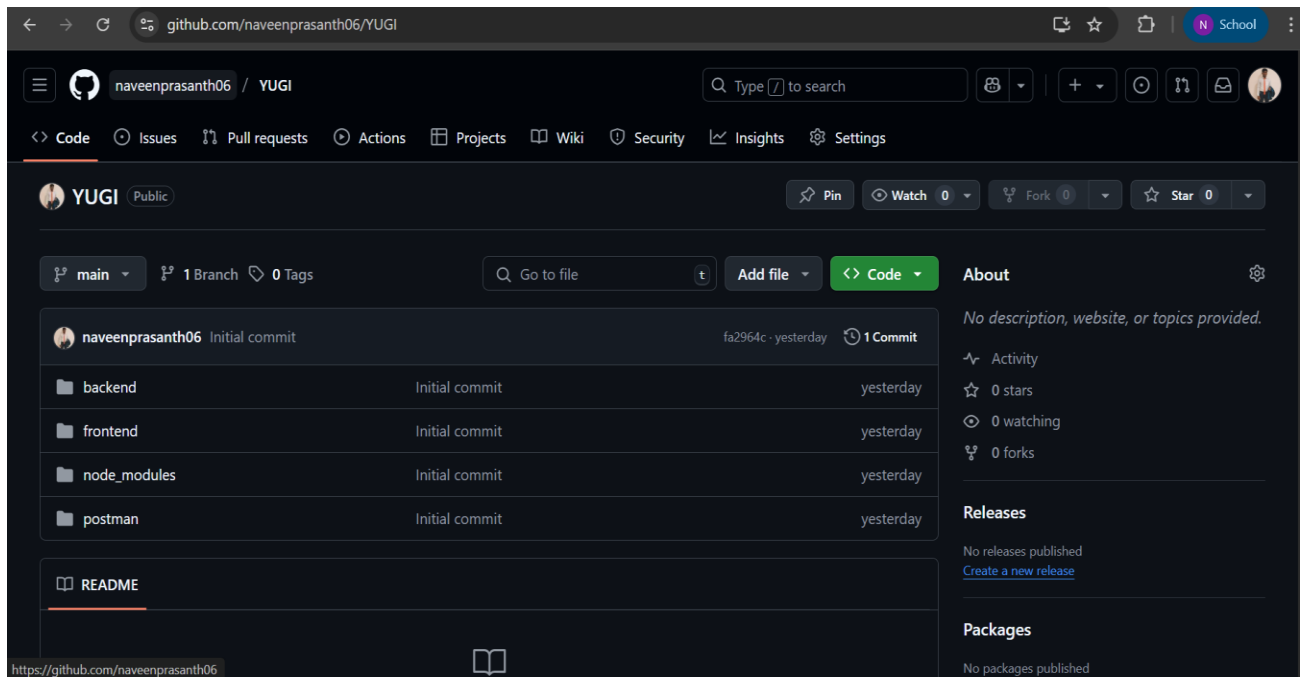 github.com/naveenprasanth06/YUGI
N School
naveenprasanth06 / YUGI
Type / to search
Code Issues Pull requests Actions Projects Wiki Security Insights Settings
YUGI Public
Pin Watch 0 Fork 0 Star 0
main 1 Branch 0 Tags
Go to file t
Add file Code
About
No description, website, or topics provided.
naveenprasanth06 Initial commit fa2964c · yesterday 1 Commit
Activity
backend Initial commit yesterday
0 stars
0 watching
frontend Initial commit yesterday
0 forks
node_modules Initial commit yesterday
postman Initial commit yesterday
Releases
No releases published
Create a new release
README
Packages
No packages published
https://github.com/naveenprasanth06